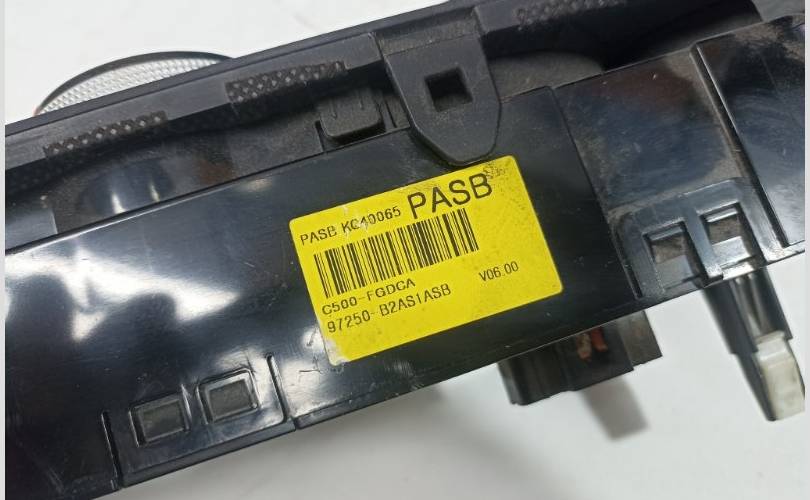 PASB KC40065 PASB
C500-FGDCA V06.00
97250-B2AS1ASB